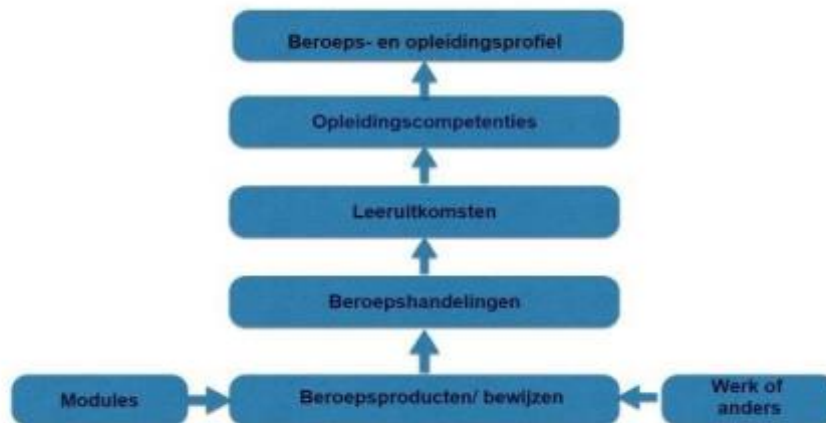 Beroeps- en opleidingsprofiel
Opleidingscompetenties
Leeruitkomsten
Beroepshandelingen
Modules
Beroepsproducten/ bewijzen
Werk of
anders